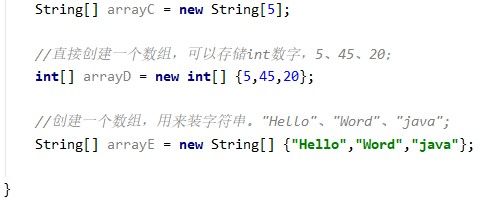 String[] arrayC = new String[5];
//直接创建一个数组，可以存储int数字，5、45、20；
int[] arrayD = new int[] {5,45,20};
//创建一个数组，用来装字符串。"Hello"、"Word"、"java";
String[] arrayE = new String[] {"Hello","Word","java"};
}